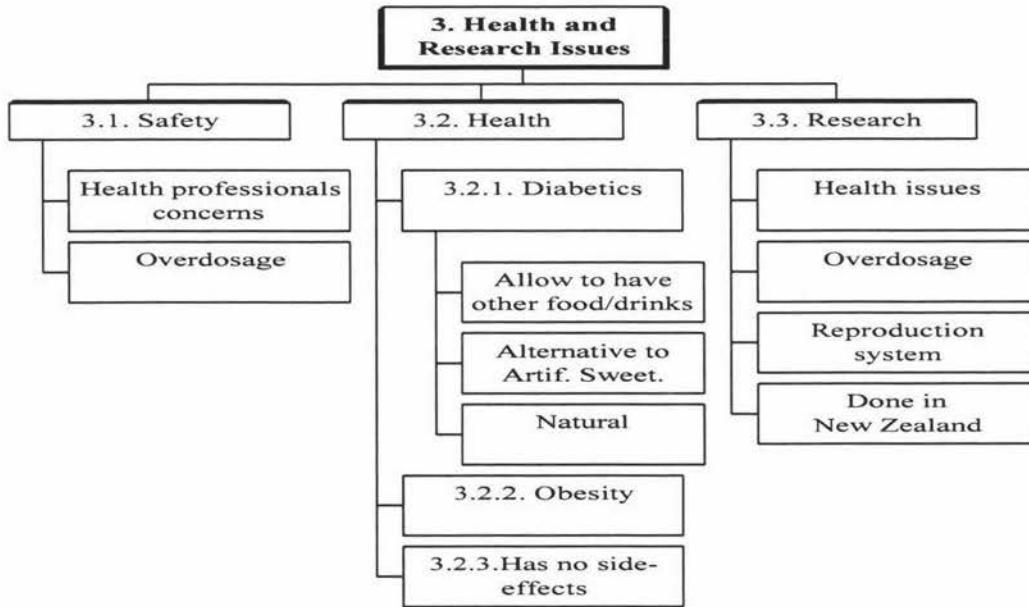 3. Health and
Research Issues
3.1. Safety
Health professionals
concerns
Overdosage
3.2. Health
3.2.1. Diabetics
Allow to have
other food/drinks
Alternative to
Artif. Sweet.
Natural
3.2.2. Obesity
3.2.3.Has no side-
effects
3.3. Research
Health issues
Overdosage
Reproduction
system
Done in
New Zealand